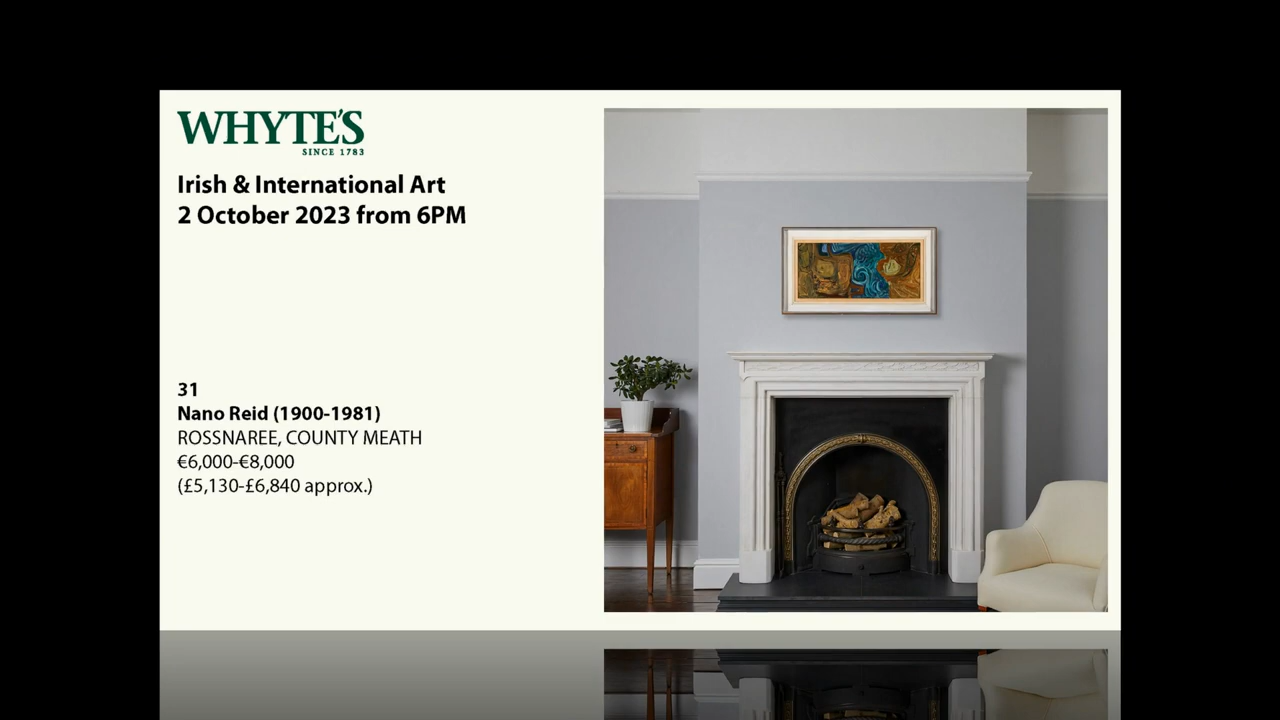 WHYTE'S
SINCE 1783
Irish & International Art
2 October 2023 from 6PM
31
Nano Reid (1900-1981)
ROSSNAREE, COUNTY MEATH
€6,000-€8,000
(£5,130-£6,840 approx.)